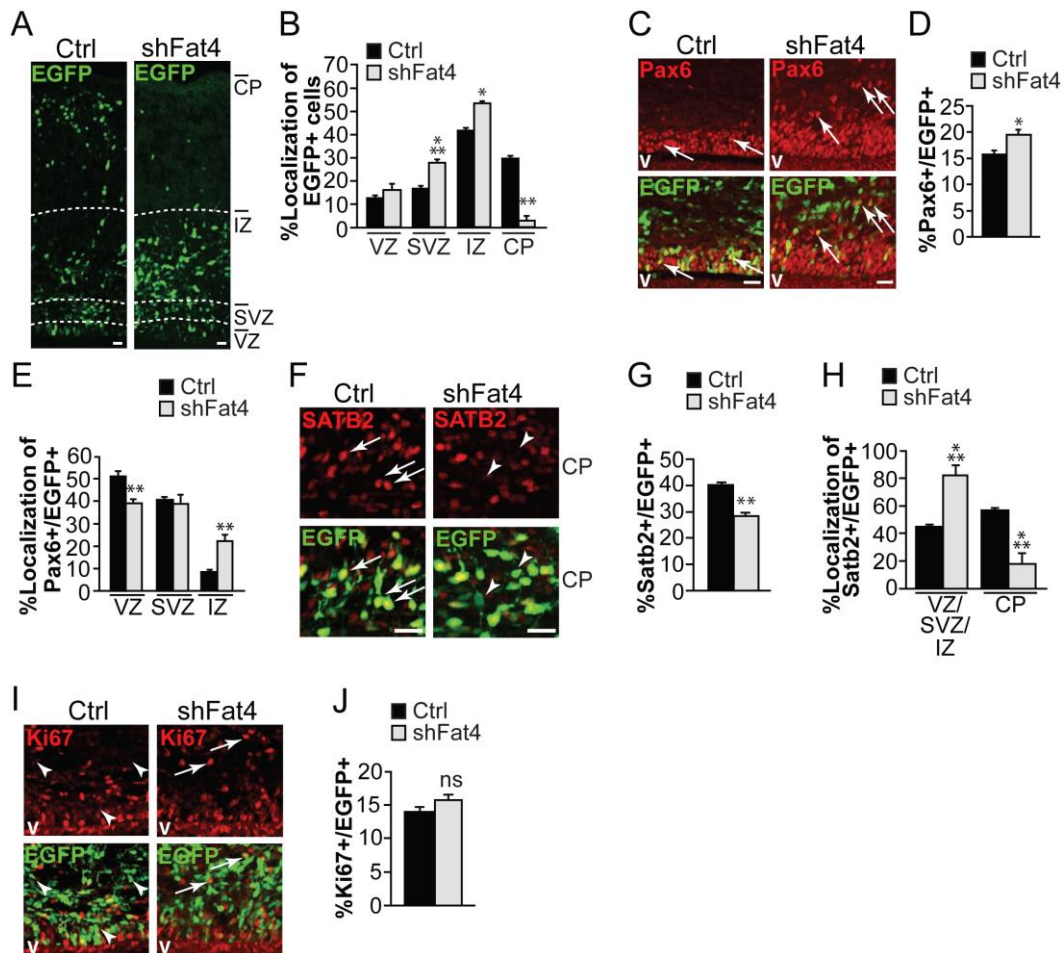 A
Ctrl
shFat4
EGFP
EGFP
CP
IZ
SVZ
VZ
B
Ctrl
shFat4
%Localization of
EGFP+ cells
70
60
50
40
30
20
10
0
***
*
**
VZ
SVZ
IZ
CP
C
Ctrl
shFat4
Pax6
Pax6
V
V
EGFP
EGFP
V
V
D
Ctrl
shFat4
%Pax6+/EGFP+
25
20
15
10
5
0
*
E
Ctrl
shFat4
%Localization of
Pax6+/EGFP+
60
50
40
30
20
10
0
**
**
VZ
SVZ
IZ
F
Ctrl
shFat4
SATB2
SATB2
CP
EGFP
EGFP
CP
G
Ctrl
shFat4
%Satb2+/EGFP+
50
40
30
20
10
0
**
H
Ctrl
shFat4
%Localization of
Satb2+/EGFP+
100
80
60
40
20
0
***
***
VZ/
SVZ/
IZ
CP
I
Ctrl
shFat4
Ki67
Ki67
V
V
EGFP
EGFP
V
V
J
Ctrl
shFat4
%Ki67+/EGFP+
20
15
10
5
0
ns